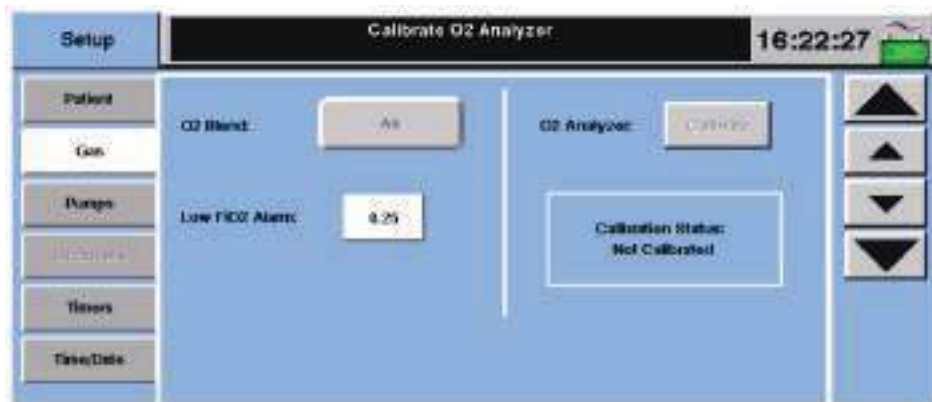 Setup
Calibrate O2 Analyzer
16:22:27
Patient
Gas
Pumps
Timers
Time/Date
O2 Blend:
Air
Low FiO2 Alarm:
0.25
O2 Analyzer:
Calibrate
Calibration Status:
Not Calibrated